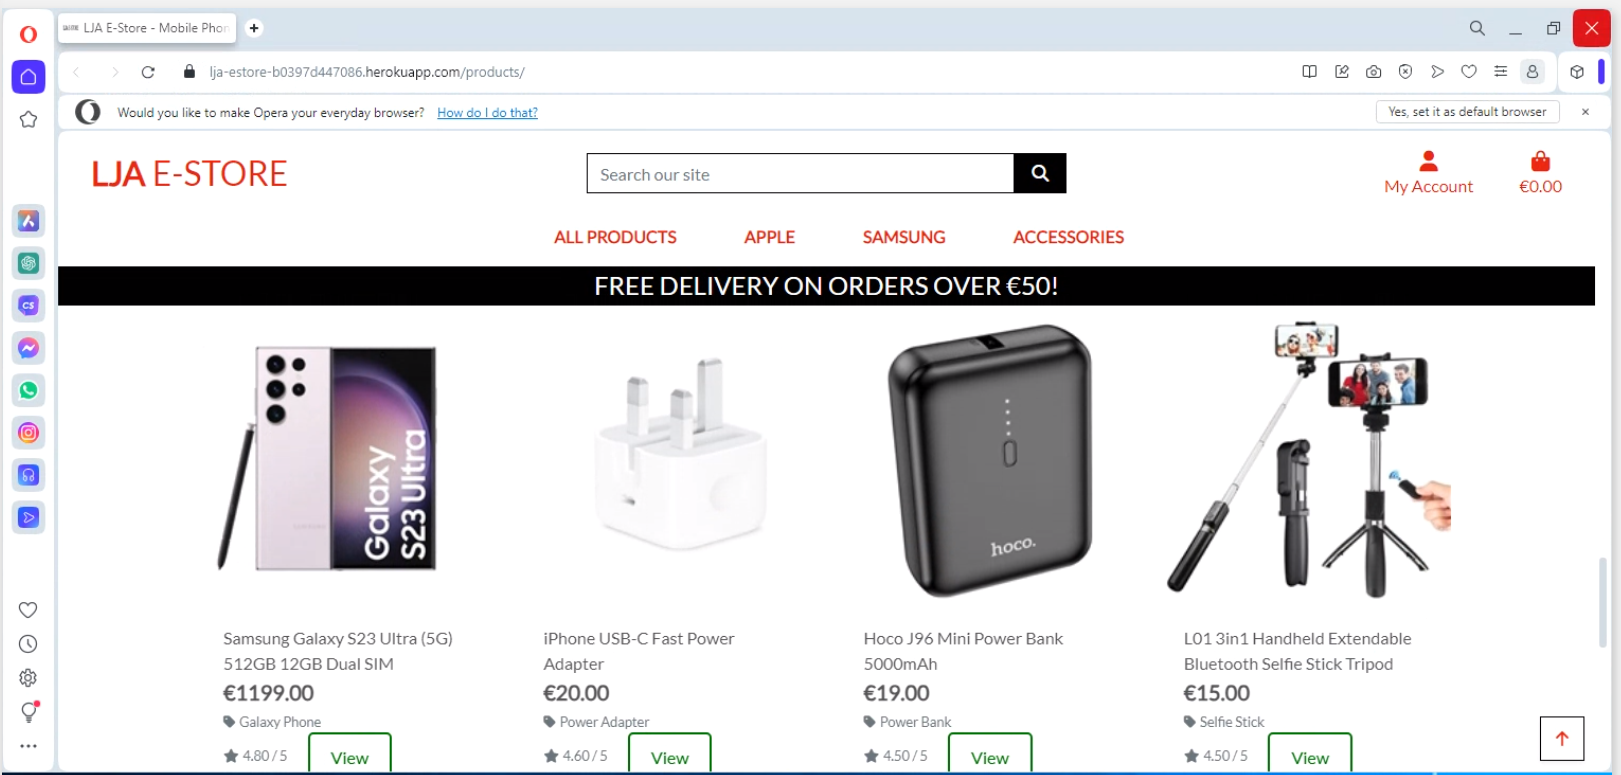 LJA E-Store - Mobile Phon
lja-estore-b0397d447086.herokuapp.com/products/
Would you like to make Opera your everyday browser? How do I do that?
Yes, set it as default browser
LJA E-STORE
Search our site
My Account
€0.00
ALL PRODUCTS
APPLE
SAMSUNG
ACCESSORIES
FREE DELIVERY ON ORDERS OVER €50!
CS
Galaxy
S23 Ultra
hoco.
Samsung Galaxy S23 Ultra (5G)
512GB 12GB Dual SIM
€1199.00
Galaxy Phone
4.80 / 5
View
iPhone USB-C Fast Power
Adapter
€20.00
Power Adapter
4.60 / 5
View
Hoco J96 Mini Power Bank
5000mAh
€19.00
Power Bank
4.50 / 5
View
L01 3in1 Handheld Extendable
Bluetooth Selfie Stick Tripod
€15.00
Selfie Stick
4.50 / 5
View